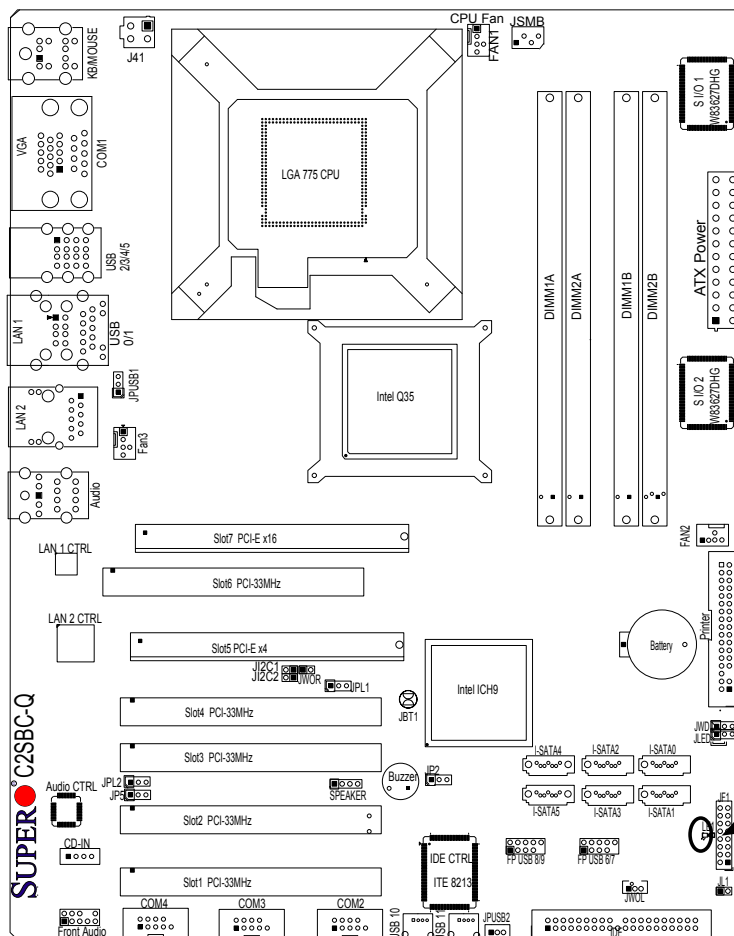 CPU Fan
JSMB
FAN1
J41
KB/MOUSE
S I/O 1
W83627DHG
VGA
COM1
LGA 775 CPU
USB
2/3/4/5
ATX Power
DIMM1A
DIMM2A
DIMM1B
DIMM2B
LAN 1
USB
0/1
JPUSB1
Intel Q35
S I/O 2
W83627DHG
LAN 2
Fan3
Audio
FAN2
Slot7 PCI-E x16
LAN 1 CTRL
Slot6 PCI-33MHz
LAN 2 CTRL
Printer
Battery
Slot5 PCI-E x4
JI2C1
JI2C2
JWOR
JPL1
Intel ICH9
Slot4 PCI-33MHz
JBT1
JWD
JLED
SUPER C2SBC-Q
Slot3 PCI-33MHz
I-SATA4
I-SATA2
I-SATA0
Buzzer
JP2
Audio CTRL
JPL2
JP5
SPEAKER
I-SATA5
I-SATA3
I-SATA1
JF1
Slot2 PCI-33MHz
CD-IN
IDE CTRL
ITE 8213
FP USB 8/9
FP USB 6/7
Slot1 PCI-33MHz
JWOL
JL1
Front Audio
COM4
COM3
COM2
USB 10
USB 11
JPUSB2
IDE